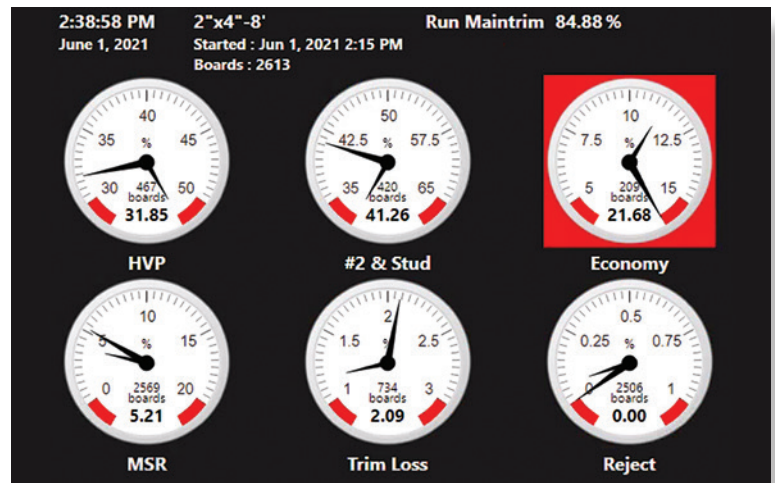 2:38:58 PM 2"x4"-8' Run Maintrim 84.88 %
June 1, 2021 Started : Jun 1, 2021 2:15 PM
Boards : 2613
40
35 % 45
30 467 50
boards
31.85
HVP
50
42.5 % 57.5
35 420 65
boards
41.26
#2 & Stud
10
7.5 % 12.5
5 209 15
boards
21.68
Economy
10
5 % 15
0 2569 20
boards
5.21
MSR
2
1.5 % 2.5
1 734 3
boards
2.09
Trim Loss
0.5
0.25 % 0.75
0 2506 1
boards
0.00
Reject